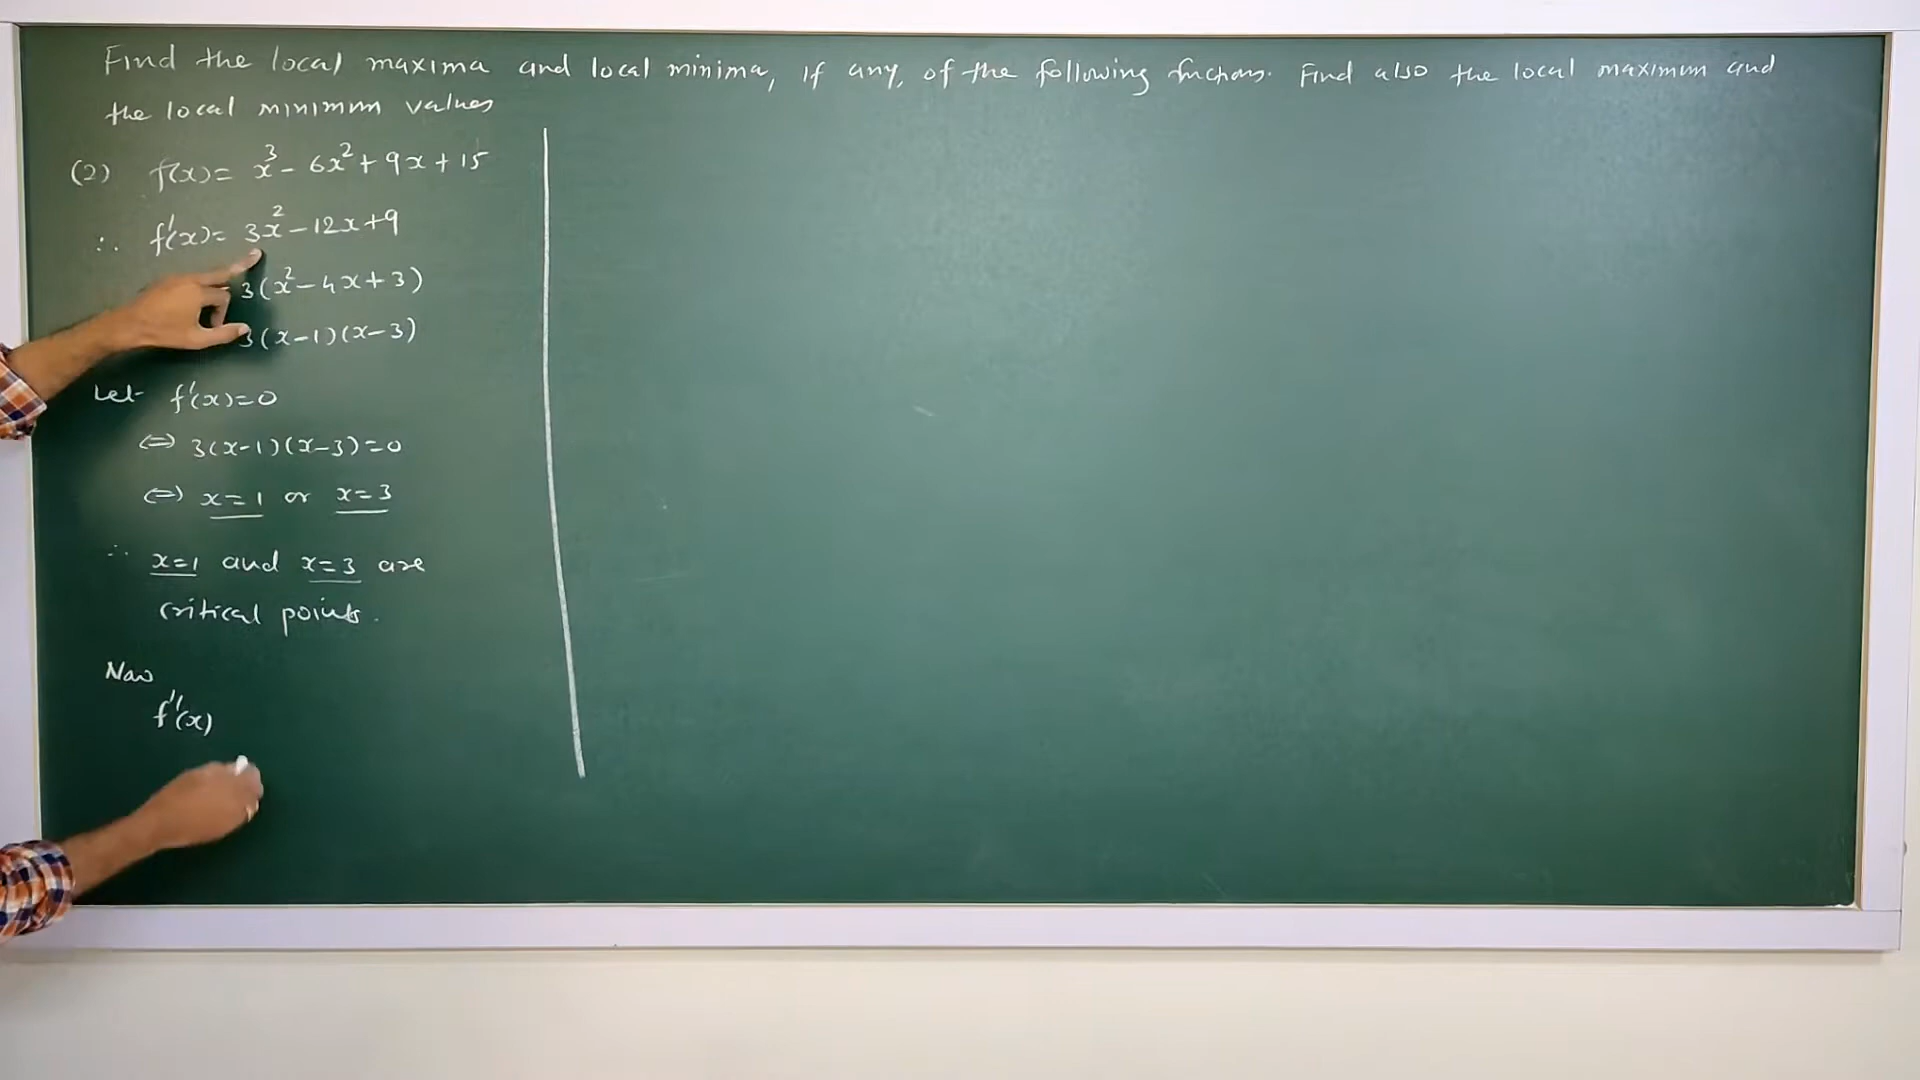 Find the local maxima and local minima, if any, of the following functions. Find also the local maximum and
the local minimum values
(2) f(x) = x³ - 6x² + 9x + 15
∴ f'(x) = 3x² - 12x + 9
= 3(x² - 4x + 3)
3(x-1)(x-3)
Let f'(x) = 0
⇔ 3(x-1)(x-3) = 0
⇔ x = 1 or x = 3
∴ x=1 and x=3 are
critical points.
Now
f''(x)